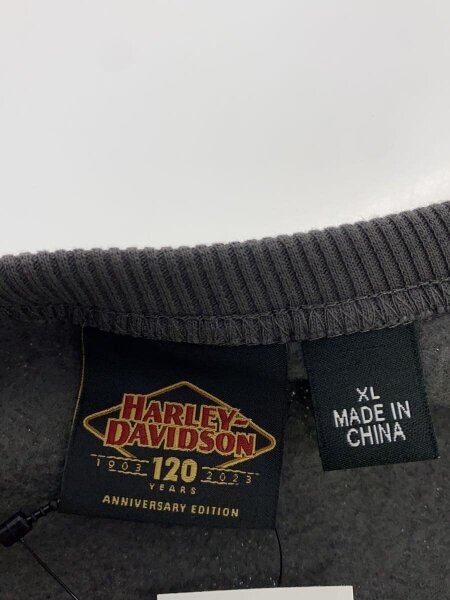 HARLEY-
DAVIDSON
1903 120 2023
YEARS
ANNIVERSARY EDITION
XL
MADE IN
CHINA